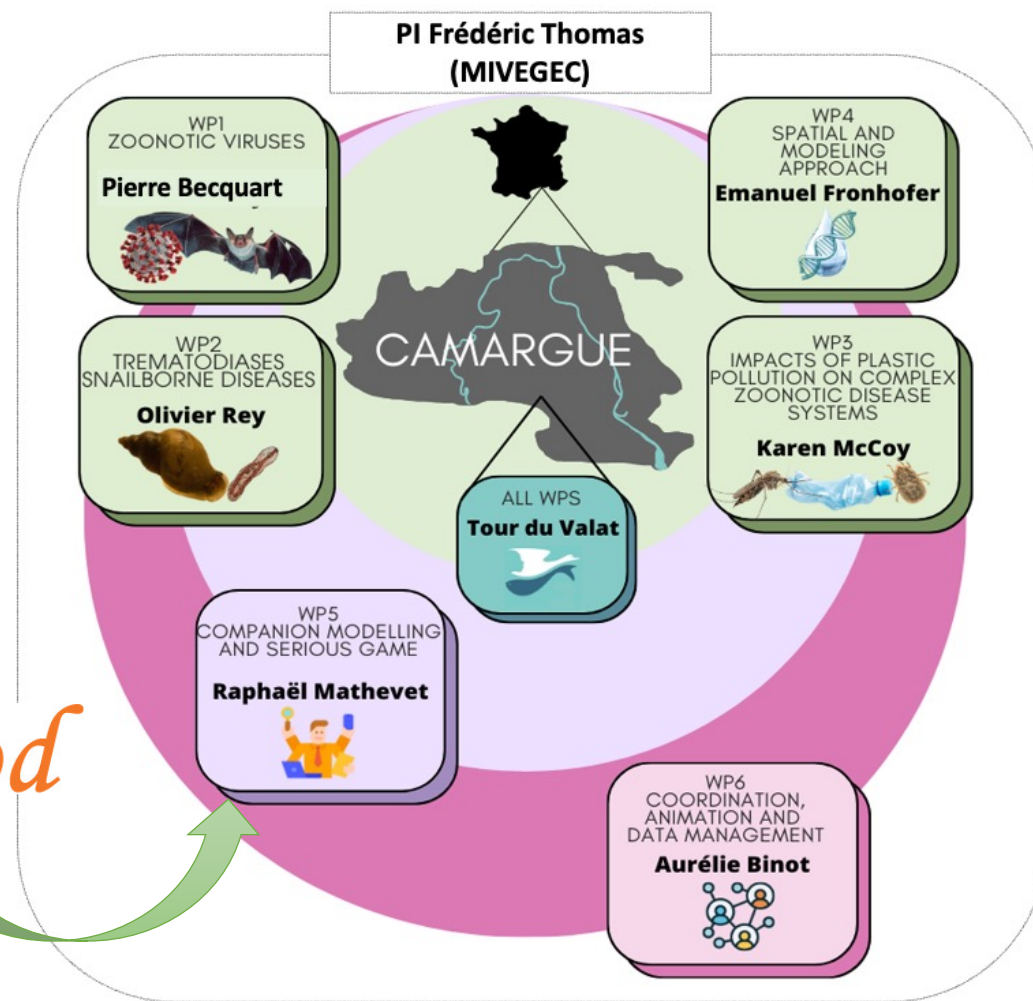 PI Frédéric Thomas
(MIVEGEC)
WP1
ZOONOTIC VIRUSES
Pierre Becquart
WP4
SPATIAL AND
MODELING
APPROACH
Emanuel Fronhofer
CAMARGUE
WP2
TREMATODIASES
SNAILBORNE DISEASES
Olivier Rey
WP3
IMPACTS OF PLASTIC
POLLUTION ON COMPLEX
ZOONOTIC DISEASE
SYSTEMS
Karen McCoy
ALL WPS
Tour du Valat
WP5
COMPANION MODELLING
AND SERIOUS GAME
Raphaël Mathevet
WP6
COORDINATION,
ANIMATION AND
DATA MANAGEMENT
Aurélie Binot